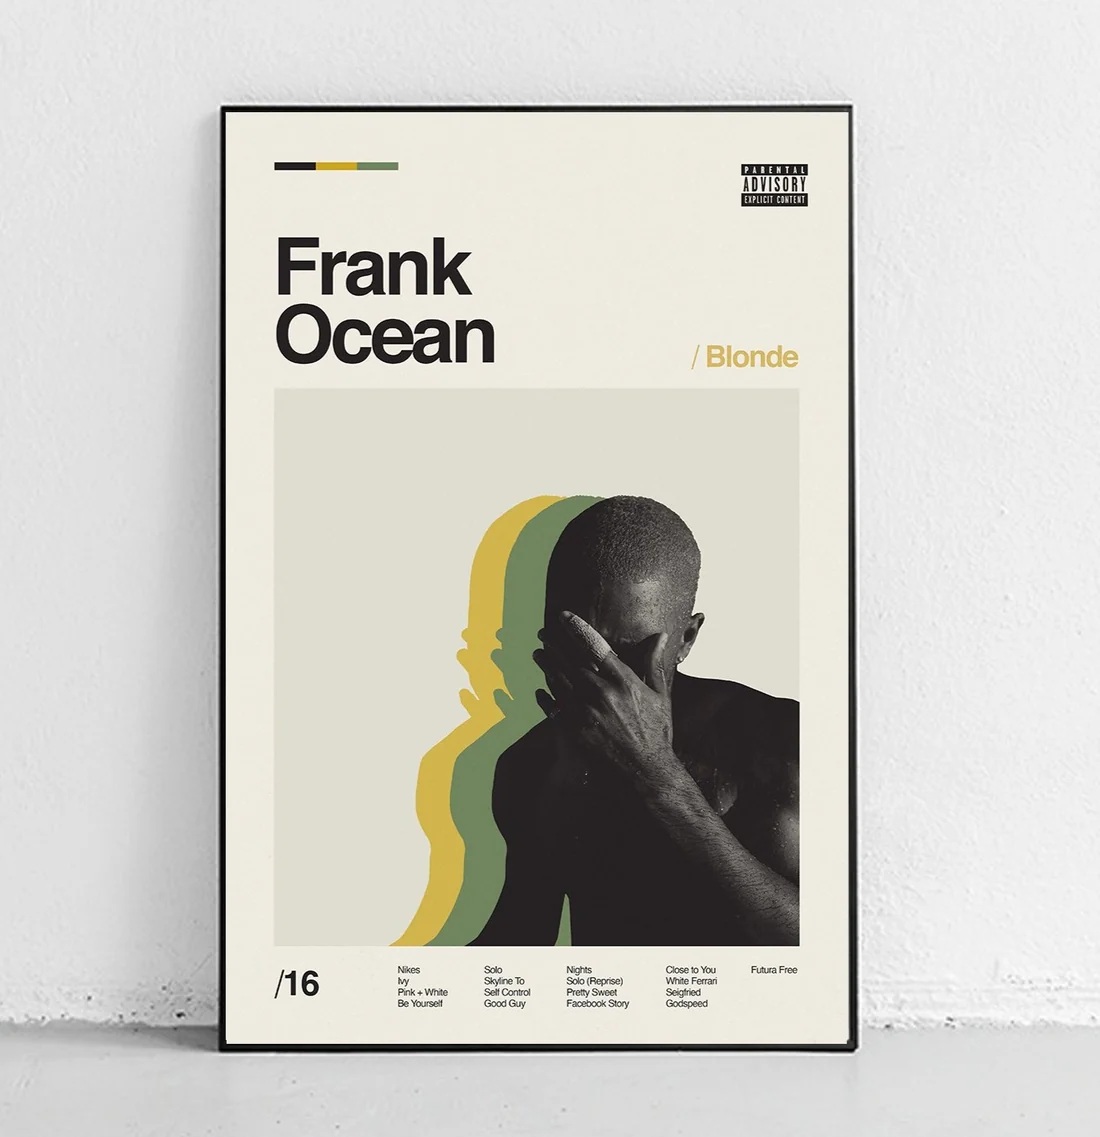 PARENTAL
ADVISORY
EXPLICIT CONTENT
Frank
Ocean
/ Blonde
/16
Nikes
Ivy
Pink + White
Be Yourself
Solo
Skyline To
Self Control
Good Guy
Nights
Solo (Reprise)
Pretty Sweet
Facebook Story
Close to You
White Ferrari
Seigfried
Godspeed
Futura Free